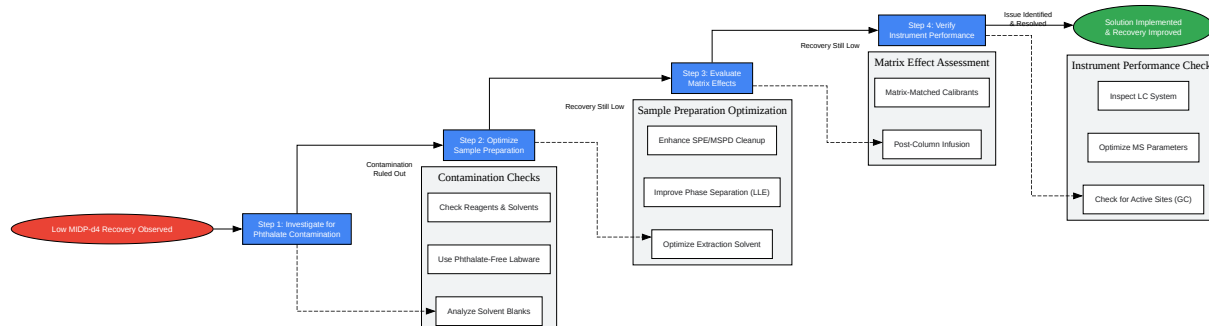 Low MIDP-d4 Recovery Observed
Step 1: Investigate for
Phthalate Contamination
Contamination
Ruled Out
Step 2: Optimize
Sample Preparation
Contamination Checks
Check Reagents & Solvents
Use Phthalate-Free Labware
Analyze Solvent Blanks
Recovery Still Low
Step 3: Evaluate
Matrix Effects
Sample Preparation Optimization
Enhance SPE/MSPD Cleanup
Improve Phase Separation (LLE)
Optimize Extraction Solvent
Recovery Still Low
Step 4: Verify
Instrument Performance
Matrix Effect Assessment
Matrix-Matched Calibrants
Post-Column Infusion
Issue Identified
& Resolved
Solution Implemented
& Recovery Improved
Instrument Performance Check
Inspect LC System
Optimize MS Parameters
Check for Active Sites (GC)